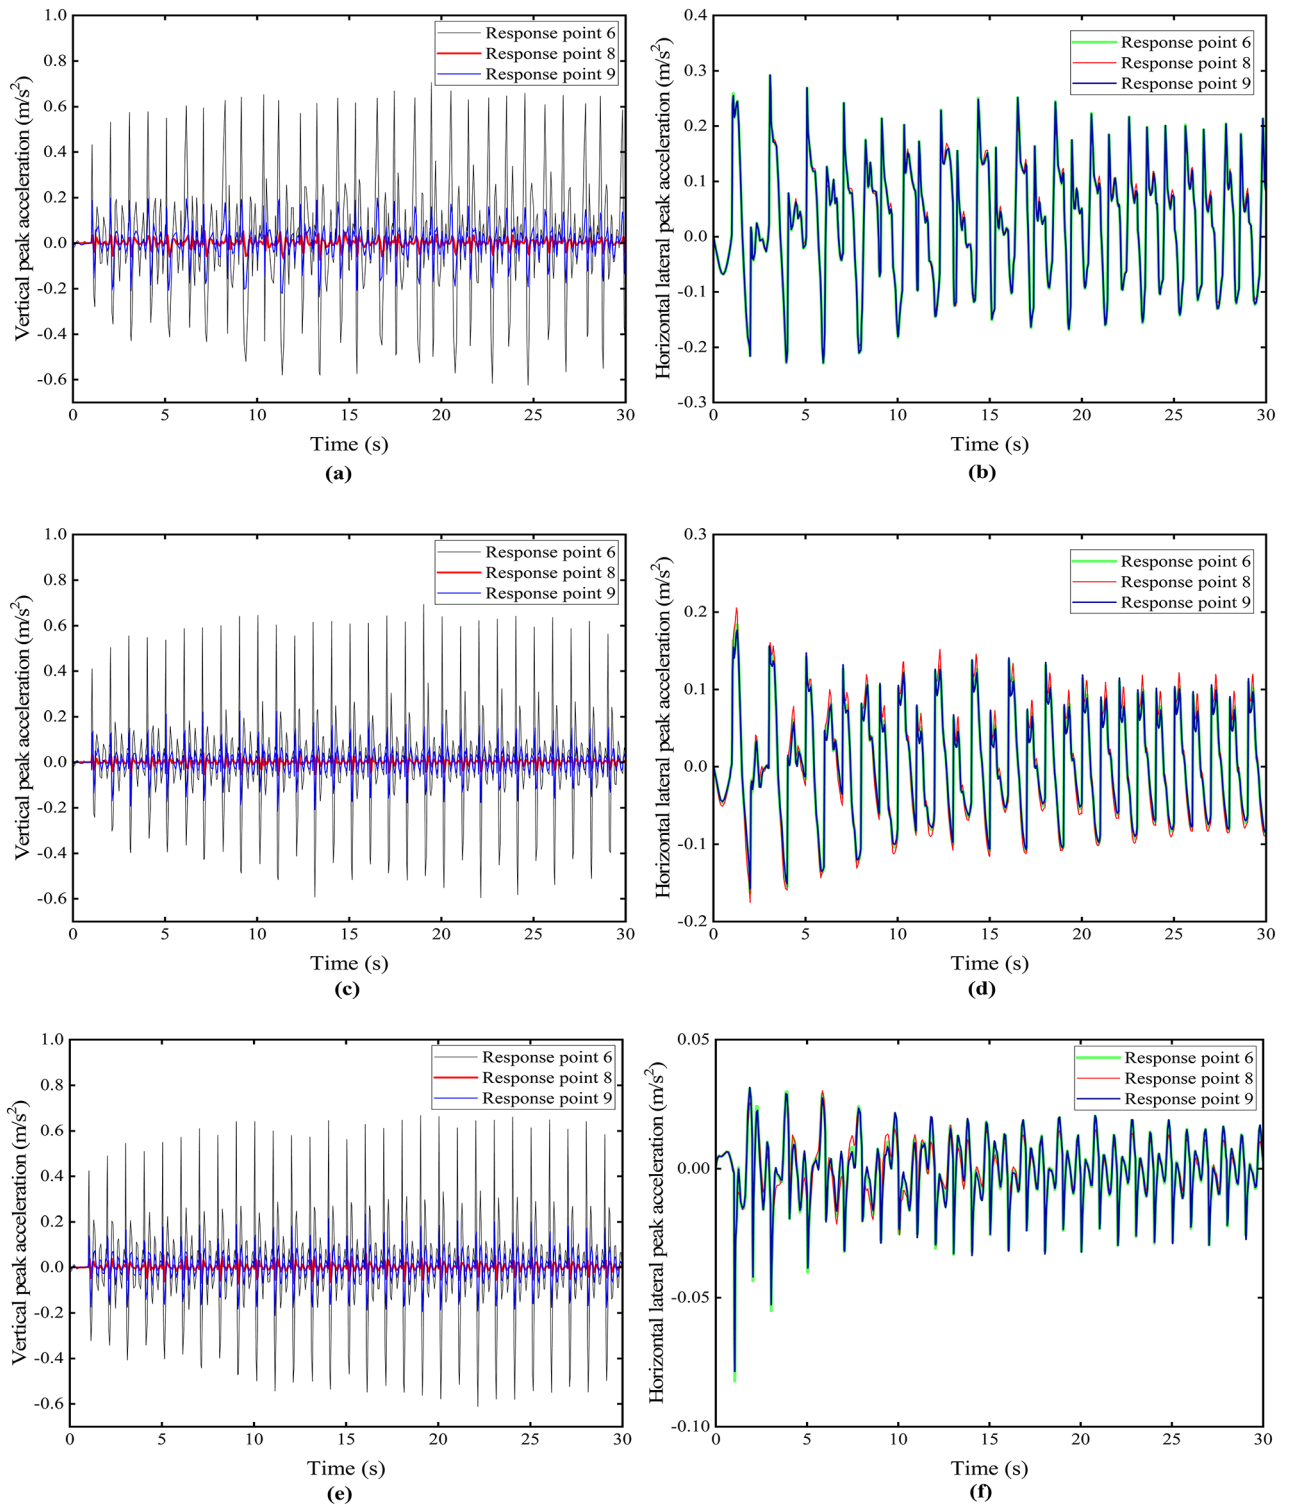 Vertical peak acceleration (m/s²)
1.0
0.8
0.6
0.4
0.2
0.0
-0.2
-0.4
-0.6
Response point 6
Response point 8
Response point 9
0 5 10 15 20 25 30
Time (s)
(a)
Horizontal lateral peak acceleration (m/s²)
0.4
0.3
0.2
0.1
0.0
-0.1
-0.2
-0.3
Response point 6
Response point 8
Response point 9
0 5 10 15 20 25 30
Time (s)
(b)
Vertical peak acceleration (m/s²)
1.0
0.8
0.6
0.4
0.2
0.0
-0.2
-0.4
-0.6
Response point 6
Response point 8
Response point 9
0 5 10 15 20 25 30
Time (s)
(c)
Horizontal lateral peak acceleration (m/s²)
0.3
0.2
0.1
0.0
-0.1
-0.2
Response point 6
Response point 8
Response point 9
0 5 10 15 20 25 30
Time (s)
(d)
Vertical peak acceleration (m/s²)
1.0
0.8
0.6
0.4
0.2
0.0
-0.2
-0.4
-0.6
Response point 6
Response point 8
Response point 9
0 5 10 15 20 25 30
Time (s)
(e)
Horizontal lateral peak acceleration (m/s²)
0.05
0.00
-0.05
-0.10
Response point 6
Response point 8
Response point 9
0 5 10 15 20 25 30
Time (s)
(f)